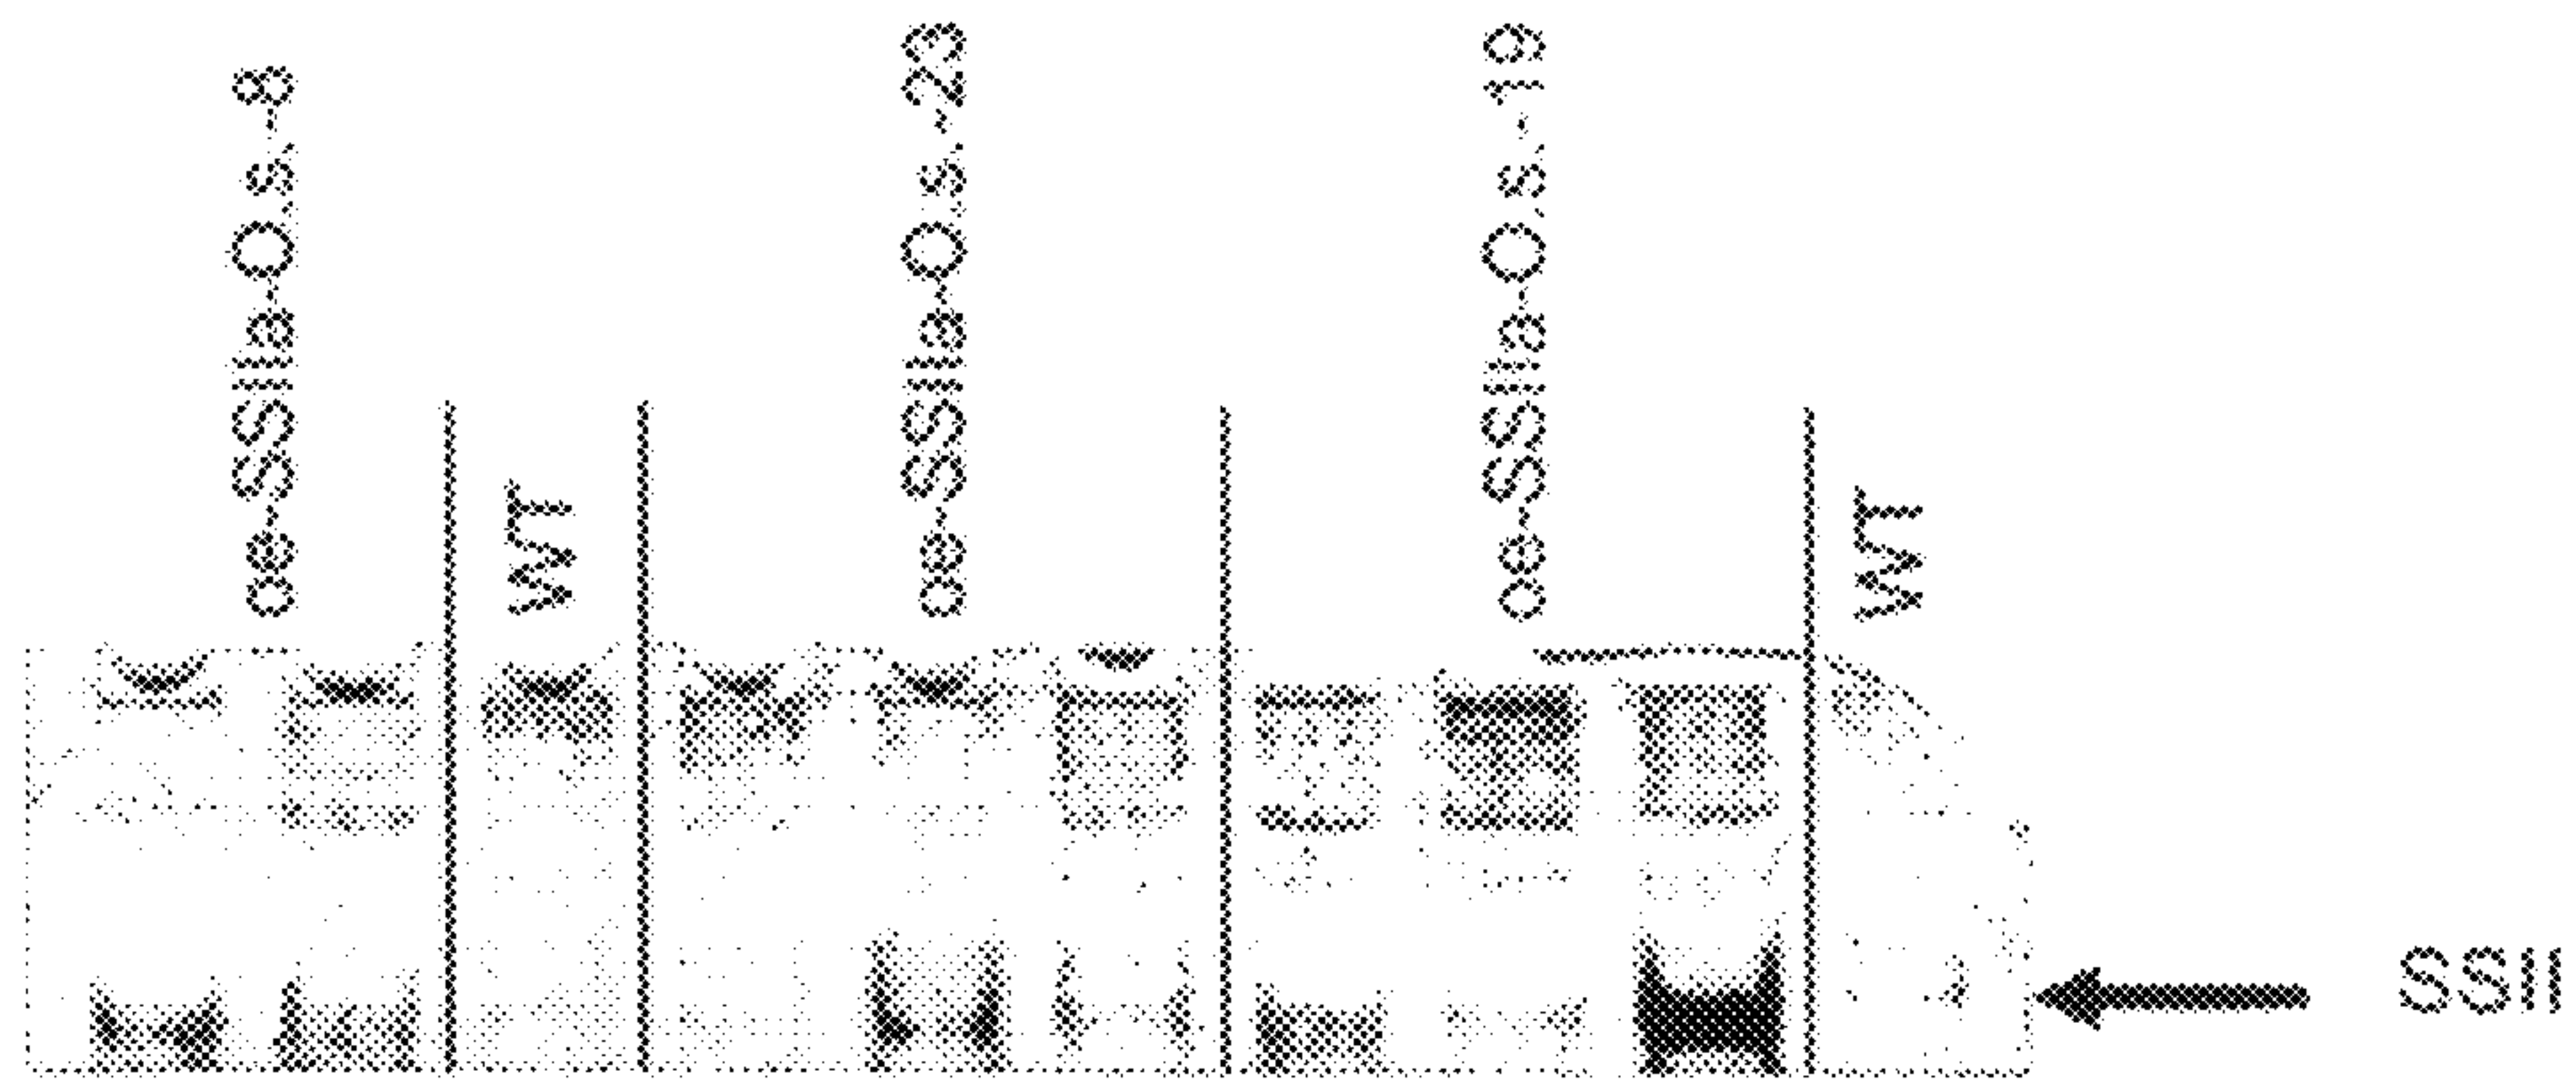 oe-SSIIa-O.s.-8
WT
oe-SSIIa-O.s.-23
oe-SSIIa-O.s.-19
WT
SSII